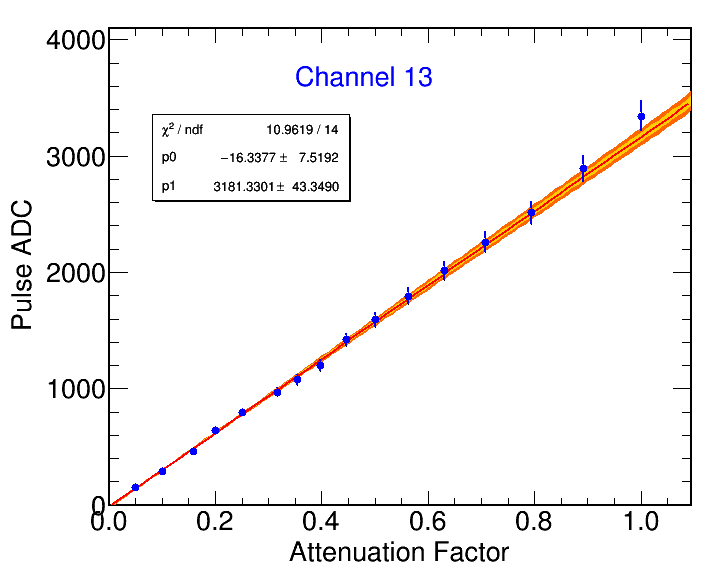 Channel 13
χ² / ndf 10.9619 / 14
p0 −16.3377 ± 7.5192
p1 3181.3301 ± 43.3490
Pulse ADC
4000
3000
2000
1000
0
0.0 0.2 0.4 0.6 0.8 1.0
Attenuation Factor